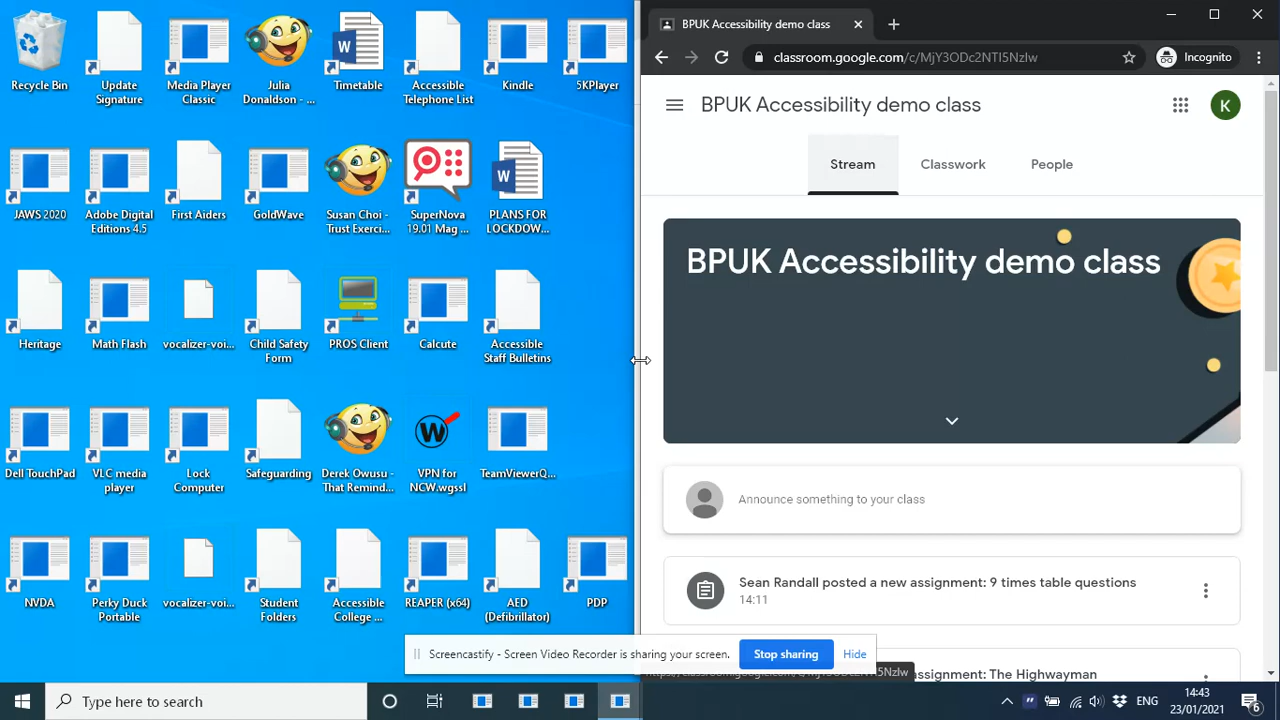 Recycle Bin
Update
Signature
Media Player
Classic
Julia
Donaldson - ...
Timetable
Accessible
Telephone List
Kindle
5KPlayer
JAWS 2020
Adobe Digital
Editions 4.5
First Aiders
GoldWave
Susan Choi -
Trust Exerci...
SuperNova
19.01 Mag ...
PLANS FOR
LOCKDOW...
Heritage
Math Flash
vocalizer-voi...
Child Safety
Form
PROS Client
Calcute
Accessible
Staff Bulletins
Dell TouchPad
VLC media
player
Lock
Computer
Safeguarding
Derek Owusu -
That Remind...
VPN for
NCW.wgssl
TeamViewerQ...
NVDA
Perky Duck
Portable
vocalizer-voi...
Student
Folders
Accessible
College ...
REAPER (x64)
AED
(Defibrillator)
PDP
BPUK Accessibility demo class
classroom.google.com/c/MjY3ODc2NTI5NzIw
Incognito
BPUK Accessibility demo class
K
Stream
Classwork
People
BPUK Accessibility demo class
Announce something to your class
Sean Randall posted a new assignment: 9 times table questions
14:11
assignment: The Highwayman
Screencastify - Screen Video Recorder is sharing your screen.
Stop sharing
Hide
Type here to search
ENG
14:43
23/01/2021
6